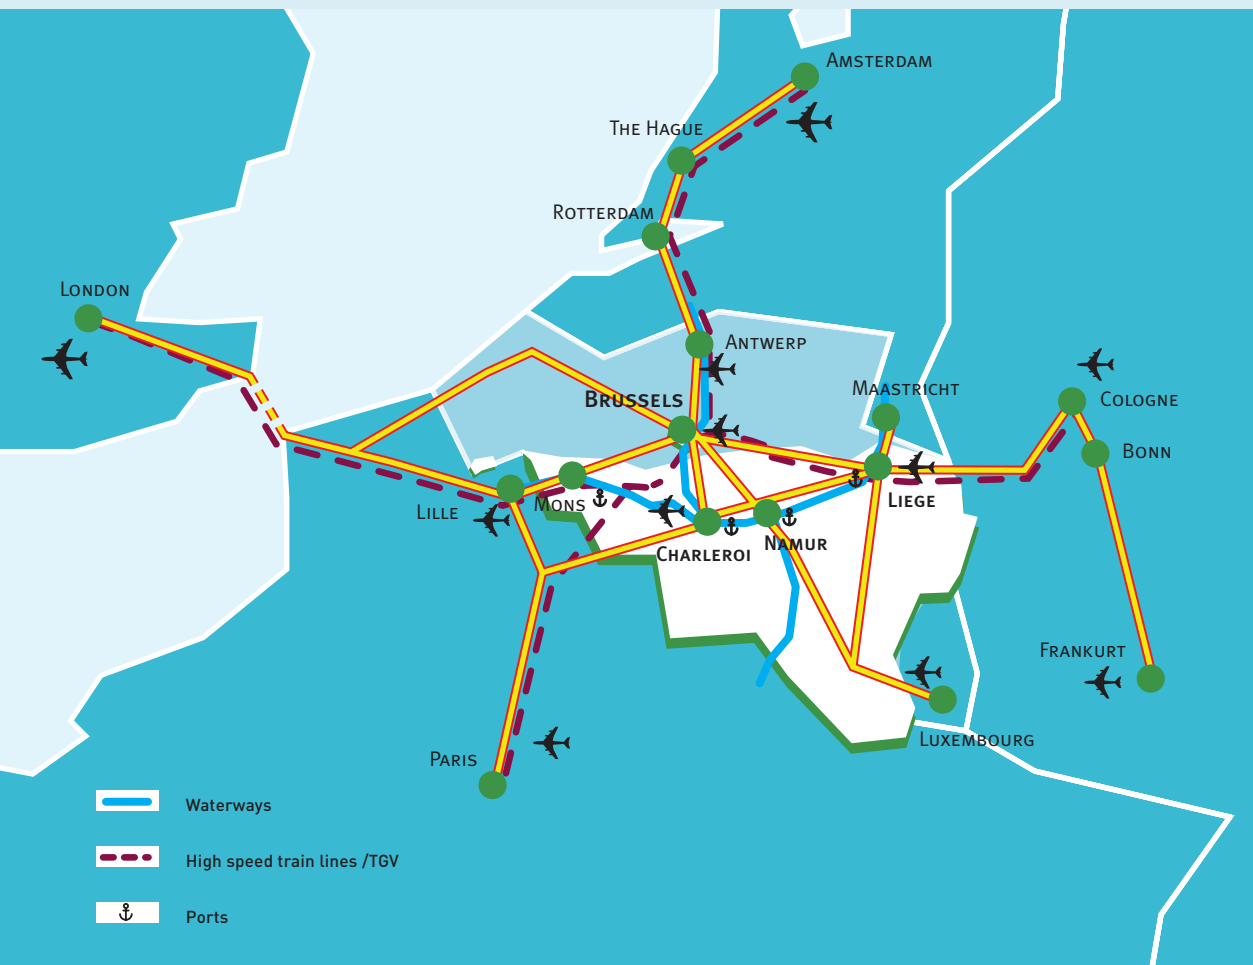 Amsterdam
The Hague
Rotterdam
London
Antwerp
Maastricht
Brussels
Cologne
Bonn
Liege
Mons
Lille
Namur
Charleroi
Frankurt
Luxembourg
Paris
Waterways
High speed train lines /TGV
Ports